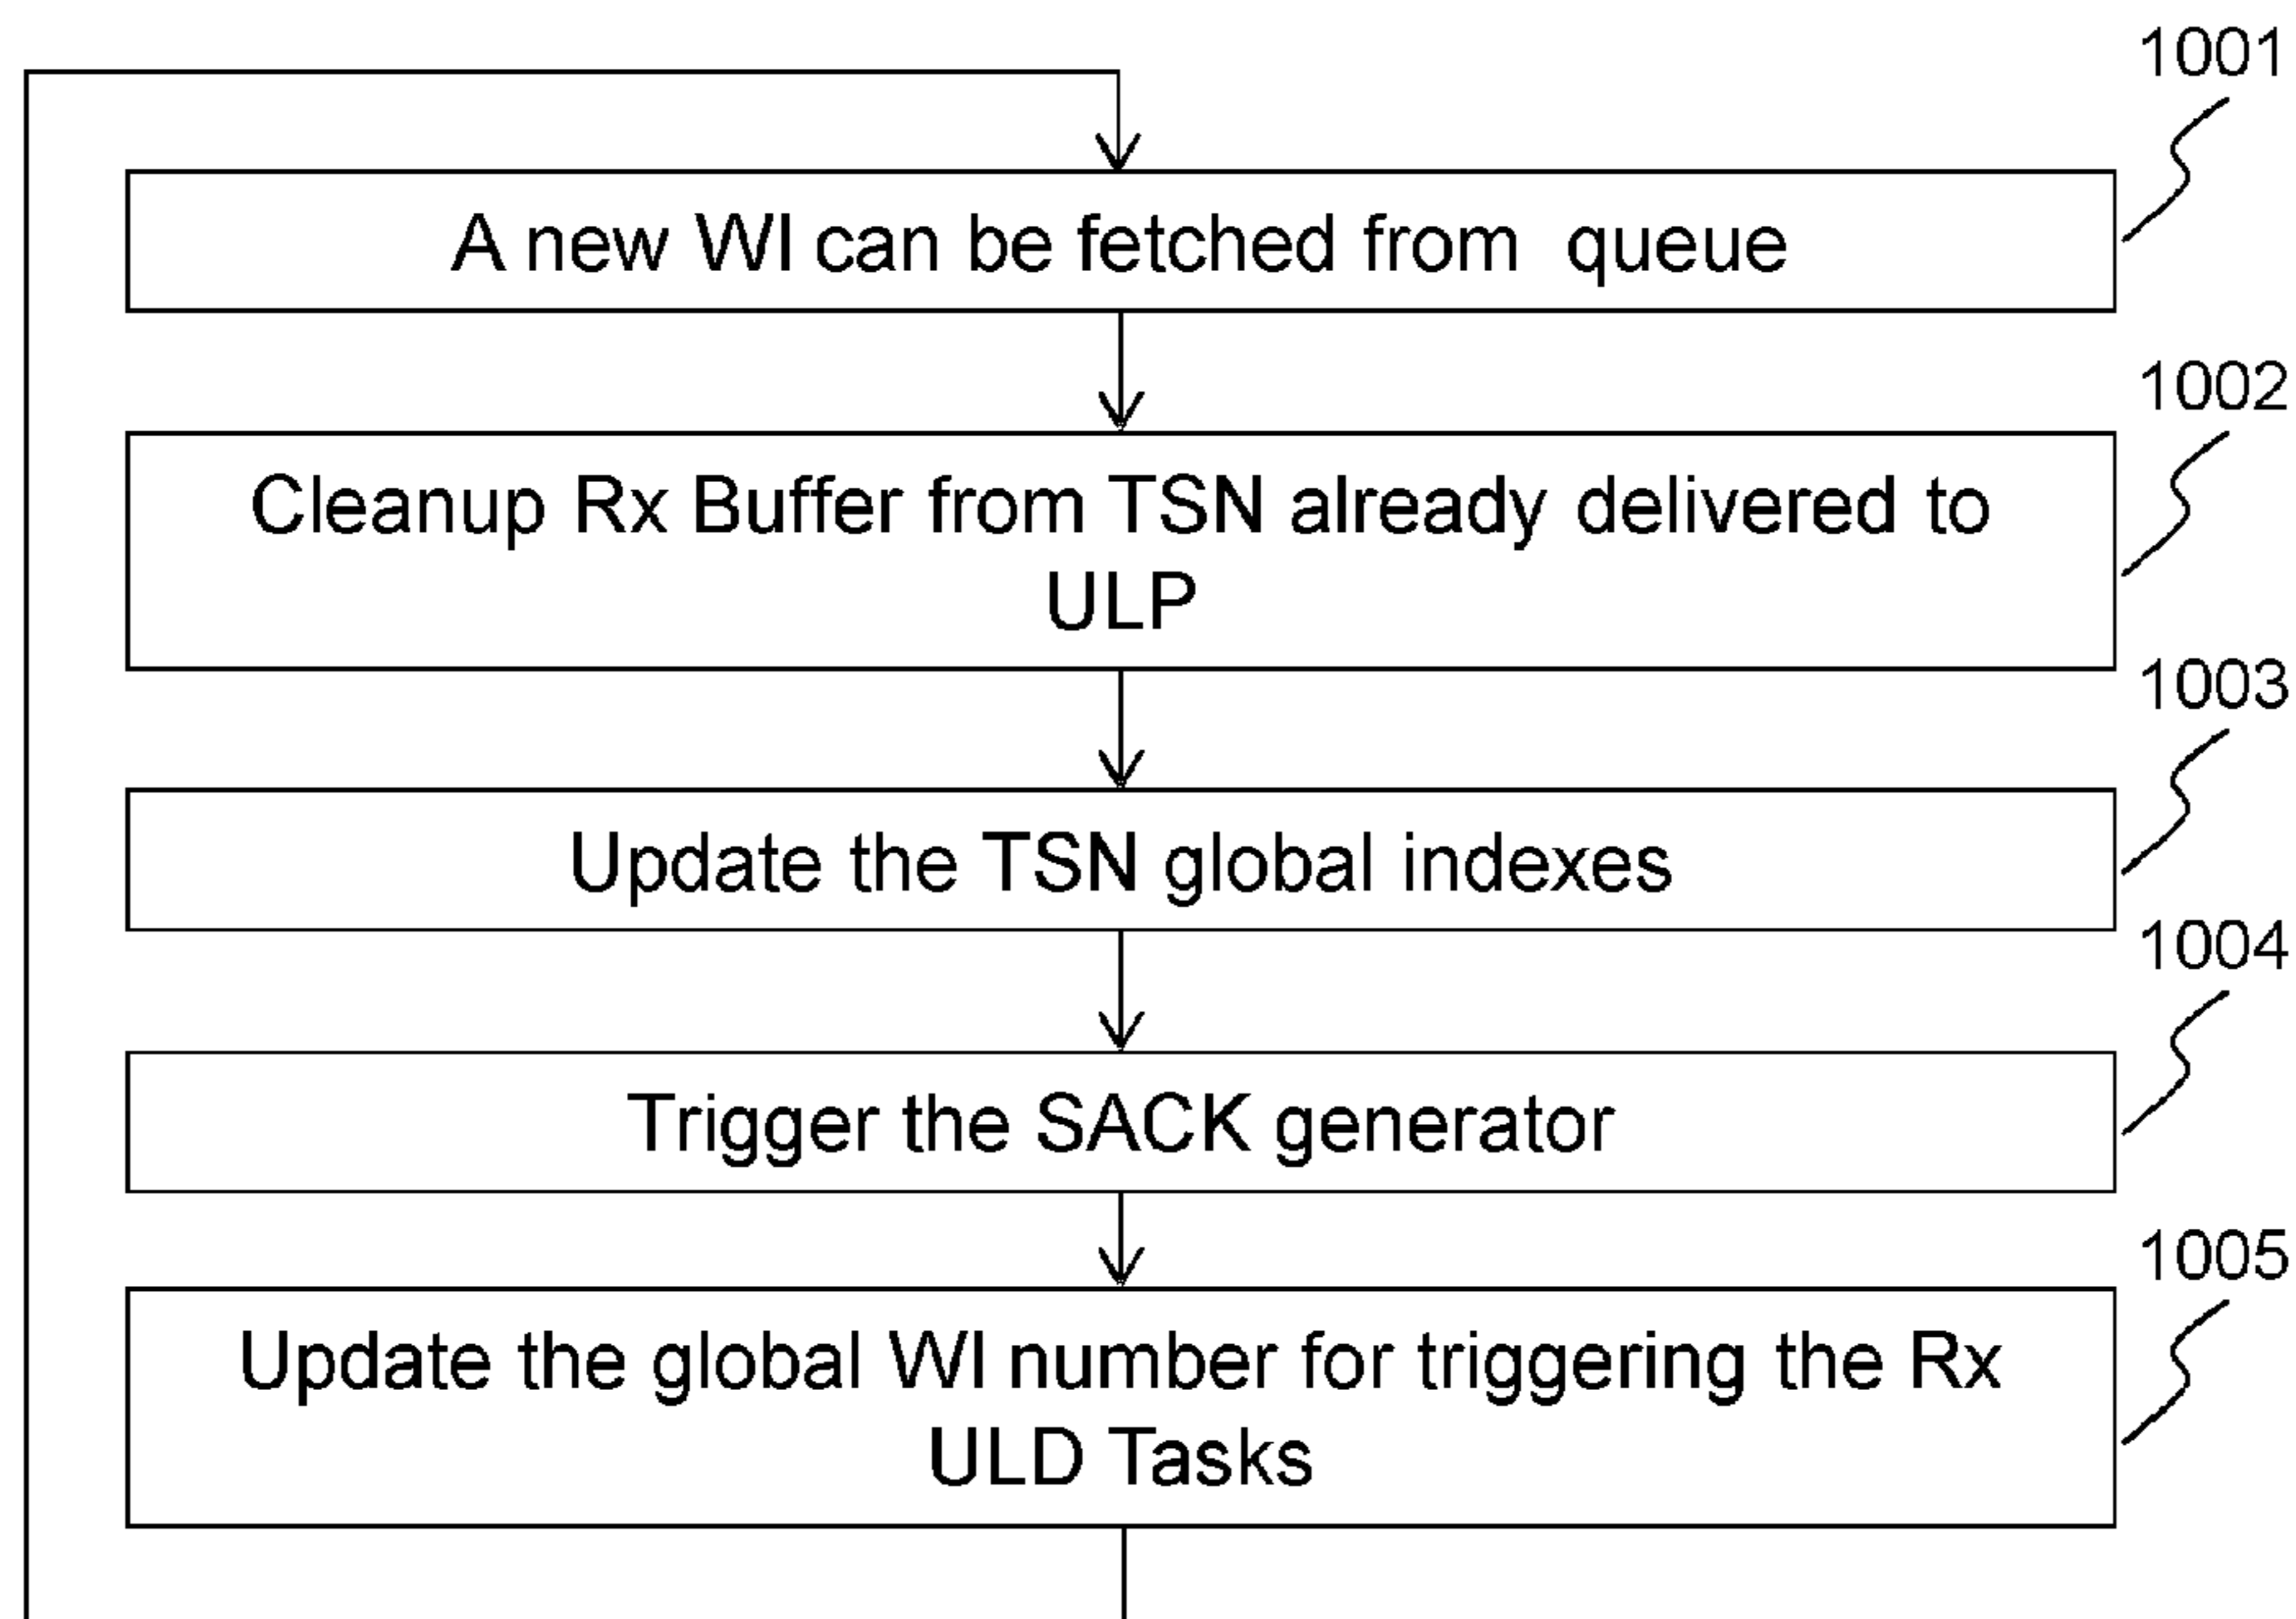 1001
A new WI can be fetched from queue
1002
Cleanup Rx Buffer from TSN already delivered to
ULP
1003
Update the TSN global indexes
1004
Trigger the SACK generator
1005
Update the global WI number for triggering the Rx
ULD Tasks